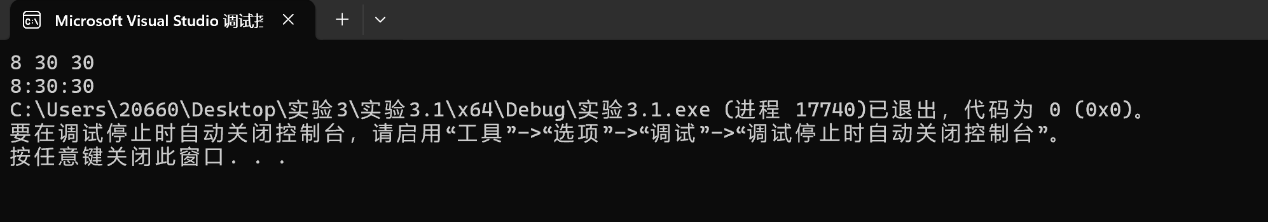 Microsoft Visual Studio 调试控
8 30 30
8:30:30
C:\Users\20660\Desktop\实验3\实验3.1\x64\Debug\实验3.1.exe (进程 17740)已退出，代码为 0 (0x0)。
要在调试停止时自动关闭控制台，请启用“工具”->“选项”->“调试”->“调试停止时自动关闭控制台”。
按任意键关闭此窗口. . .